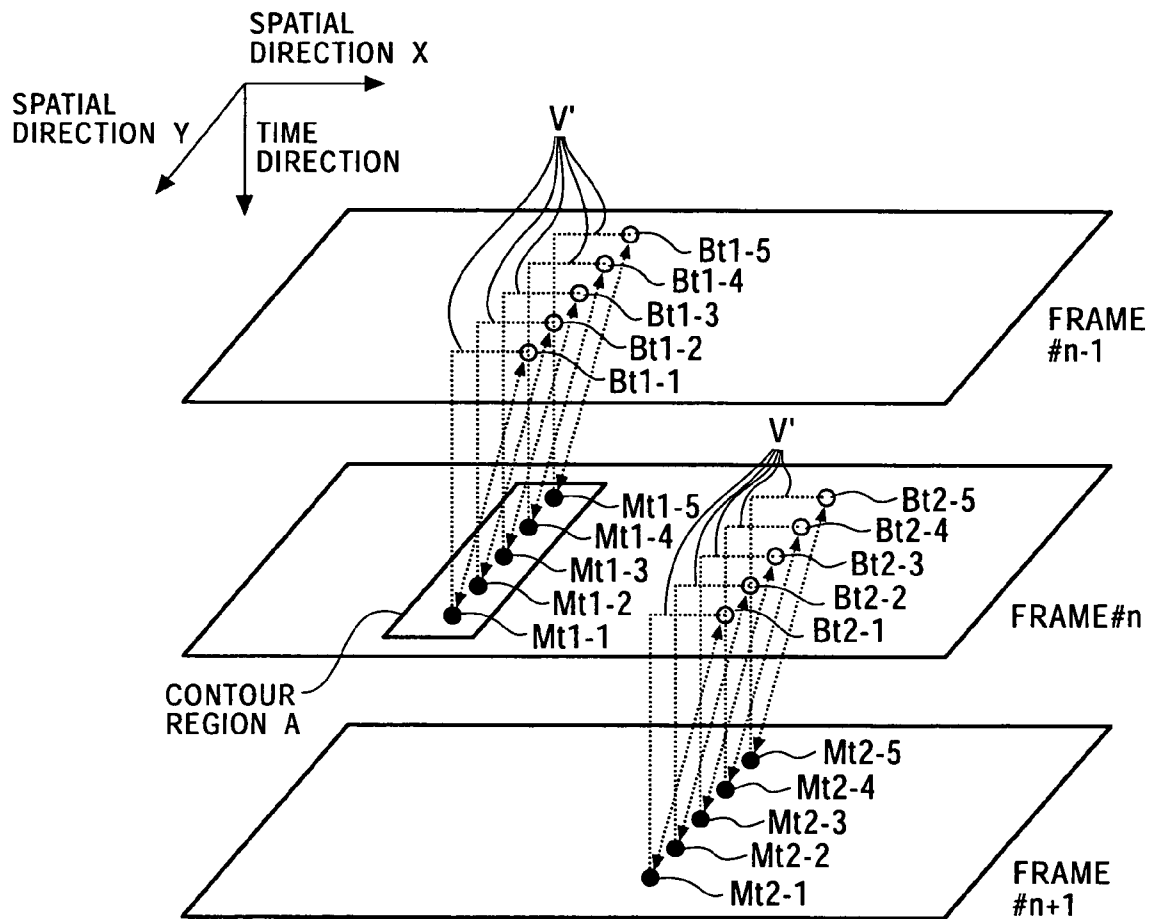 SPATIAL
DIRECTION X
SPATIAL
DIRECTION Y
TIME
DIRECTION
V'
Bt1-5
Bt1-4
Bt1-3
Bt1-2
Bt1-1
FRAME
#n-1
V'
Mt1-5
Mt1-4
Mt1-3
Mt1-2
Mt1-1
Bt2-5
Bt2-4
Bt2-3
Bt2-2
Bt2-1
FRAME#n
CONTOUR
REGION A
Mt2-5
Mt2-4
Mt2-3
Mt2-2
Mt2-1
FRAME
#n+1